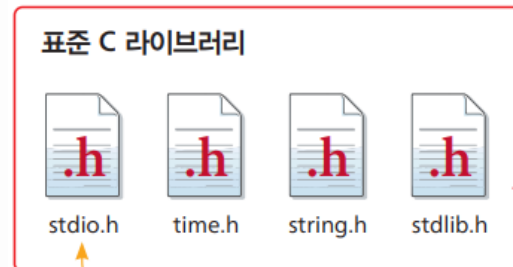 표준 C 라이브러리
.h .h .h .h
stdio.h time.h string.h stdlib.h